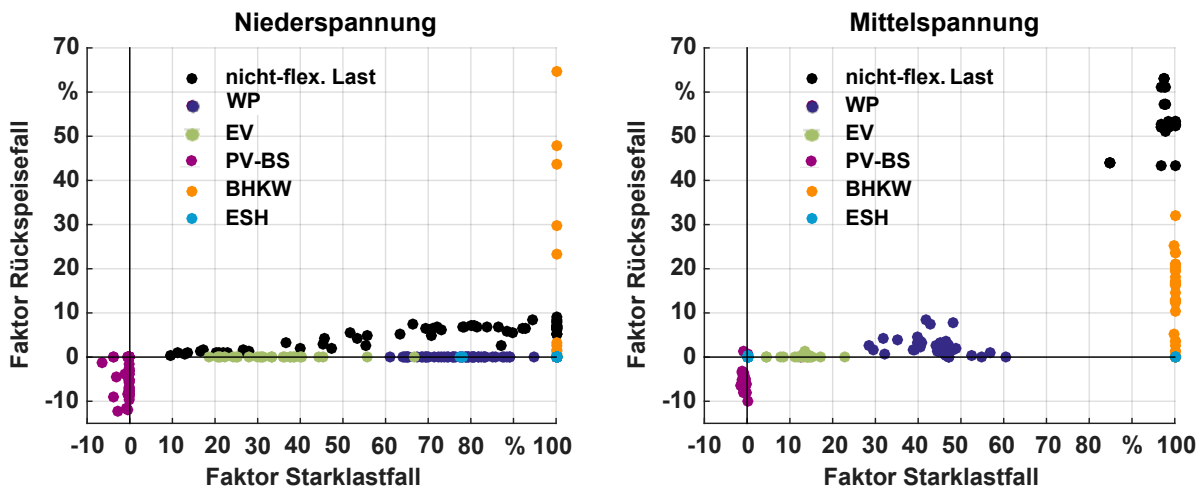 Niederspannung
70
%
50
40
30
20
10
0
-10
Faktor Rückspeisefall
nicht-flex. Last
WP
EV
PV-BS
BHKW
ESH
-10 0 10 20 30 40 50 60 70 80 % 100
Faktor Starklastfall
Mittelspannung
70
%
50
40
30
20
10
0
-10
Faktor Rückspeisefall
nicht-flex. Last
WP
EV
PV-BS
BHKW
ESH
-10 0 10 20 30 40 50 60 70 80 % 100
Faktor Starklastfall